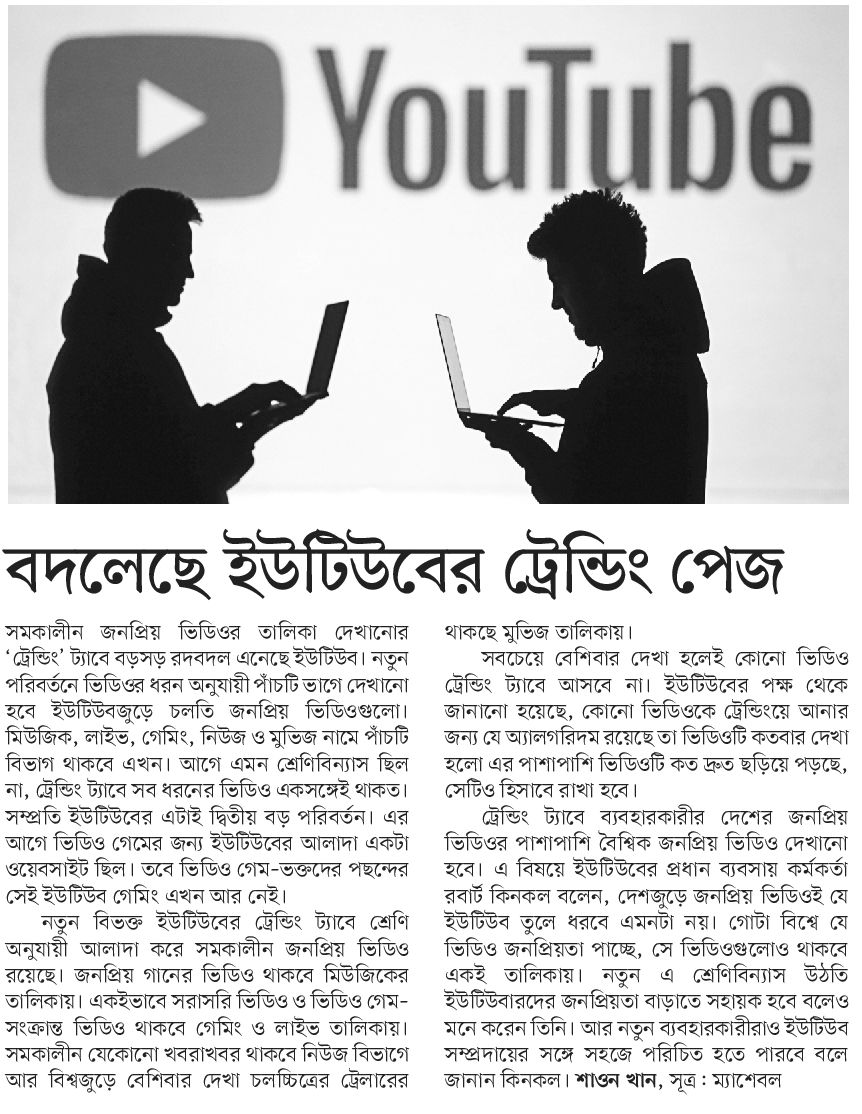 YouTube
বদলেছে ইউটিউবের ট্রেন্ডিং পেজ
সমকালীন জনপ্রিয় ভিডিওর তালিকা দেখানোর
‘ট্রেন্ডিং’ ট্যাবে বড়সড় রদবদল এনেছে ইউটিউব। নতুন
পরিবর্তনে ভিডিওর ধরন অনুযায়ী পাঁচটি ভাগে দেখানো
হবে ইউটিউবজুড়ে চলতি জনপ্রিয় ভিডিওগুলো।
মিউজিক, লাইভ, গেমিং, নিউজ ও মুভিজ নামে পাঁচটি
বিভাগ থাকবে এখন। আগে এমন শ্রেণিবিন্যাস ছিল
না, ট্রেন্ডিং ট্যাবে সব ধরনের ভিডিও একসঙ্গেই থাকত।
সম্প্রতি ইউটিউবের এটাই দ্বিতীয় বড় পরিবর্তন। এর
আগে ভিডিও গেমের জন্য ইউটিউবের আলাদা একটা
ওয়েবসাইট ছিল। তবে ভিডিও গেম-ভক্তদের পছন্দের
সেই ইউটিউব গেমিং এখন আর নেই।
নতুন বিভক্ত ইউটিউবের ট্রেন্ডিং ট্যাবে শ্রেণি
অনুযায়ী আলাদা করে সমকালীন জনপ্রিয় ভিডিও
রয়েছে। জনপ্রিয় গানের ভিডিও থাকবে মিউজিকের
তালিকায়। একইভাবে সরাসরি ভিডিও ও ভিডিও গেম-
সংক্রান্ত ভিডিও থাকবে গেমিং ও লাইভ তালিকায়।
সমকালীন যেকোনো খবরাখবর থাকবে নিউজ বিভাগে
আর বিশ্বজুড়ে বেশিবার দেখা চলচ্চিত্রের ট্রেলারের
থাকছে মুভিজ তালিকায়।
সবচেয়ে বেশিবার দেখা হলেই কোনো ভিডিও
ট্রেন্ডিং ট্যাবে আসবে না। ইউটিউবের পক্ষ থেকে
জানানো হয়েছে, কোনো ভিডিওকে ট্রেন্ডিংয়ে আনার
জন্য যে অ্যালগরিদম রয়েছে তা ভিডিওটি কতবার দেখা
হলো এর পাশাপাশি ভিডিওটি কত দ্রুত ছড়িয়ে পড়ছে,
সেটিও হিসাবে রাখা হবে।
ট্রেন্ডিং ট্যাবে ব্যবহারকারীর দেশের জনপ্রিয়
ভিডিওর পাশাপাশি বৈশ্বিক জনপ্রিয় ভিডিও দেখানো
হবে। এ বিষয়ে ইউটিউবের প্রধান ব্যবসায় কর্মকর্তা
রবার্ট কিনকল বলেন, দেশজুড়ে জনপ্রিয় ভিডিওই যে
ইউটিউব তুলে ধরবে এমনটা নয়। গোটা বিশ্বে যে
ভিডিও জনপ্রিয়তা পাচ্ছে, সে ভিডিওগুলোও থাকবে
একই তালিকায়। নতুন এ শ্রেণিবিন্যাস উঠতি
ইউটিউবারদের জনপ্রিয়তা বাড়াতে সহায়ক হবে বলেও
মনে করেন তিনি। আর নতুন ব্যবহারকারীরাও ইউটিউব
সম্প্রদায়ের সঙ্গে সহজে পরিচিত হতে পারবে বলে
জানান কিনকল। শাওন খান, সূত্র : ম্যাশেবল